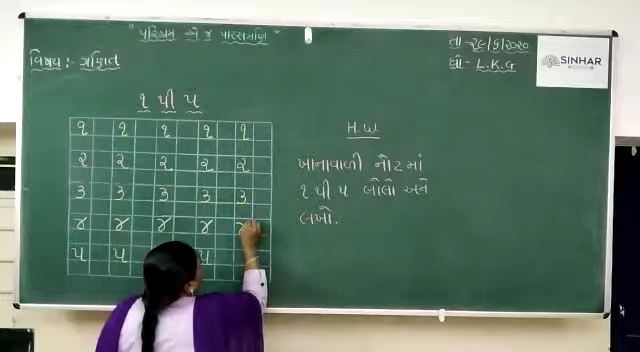 "પરિશ્રમ એ જ પારસમણિ"
તા-૨૯/૬/૨૦૨૦
વિષય:- ગણિત
ધો- L.K.G
SINHAR
૧ થી ૫
૧ ૧ ૧ ૧ ૧
૨ ૨ ૨ ૨ ૨
૩ ૩ ૩ ૩ ૩
૪ ૪ ૪ ૪ ૪
૫ ૫ ૫
H.W.
ખાનાવાળી નોટમાં
૧ થી ૫ બોલો અને
લખો.